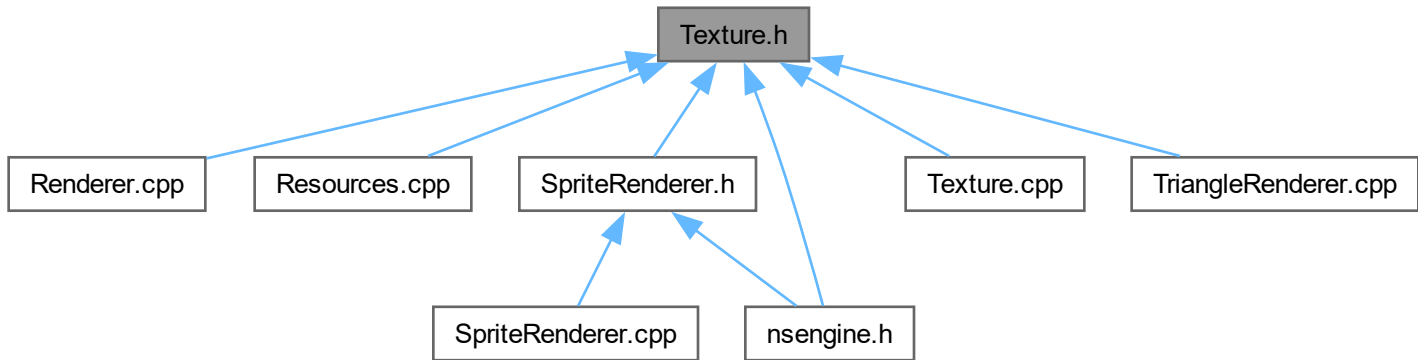 Texture.h
Renderer.cpp
Resources.cpp
SpriteRenderer.h
Texture.cpp
TriangleRenderer.cpp
SpriteRenderer.cpp
nsengine.h